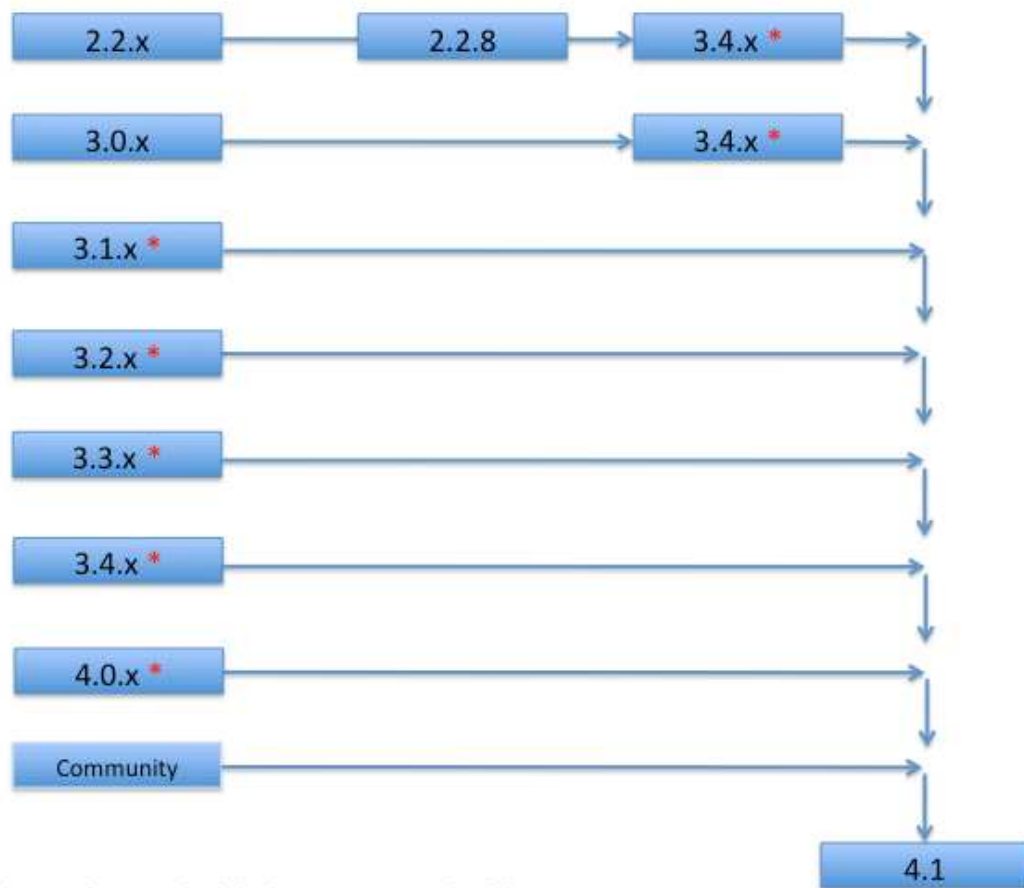 2.2.x 2.2.8 3.4.x *
3.0.x 3.4.x *
3.1.x *
3.2.x *
3.3.x *
3.4.x *
4.0.x *
Community
4.1